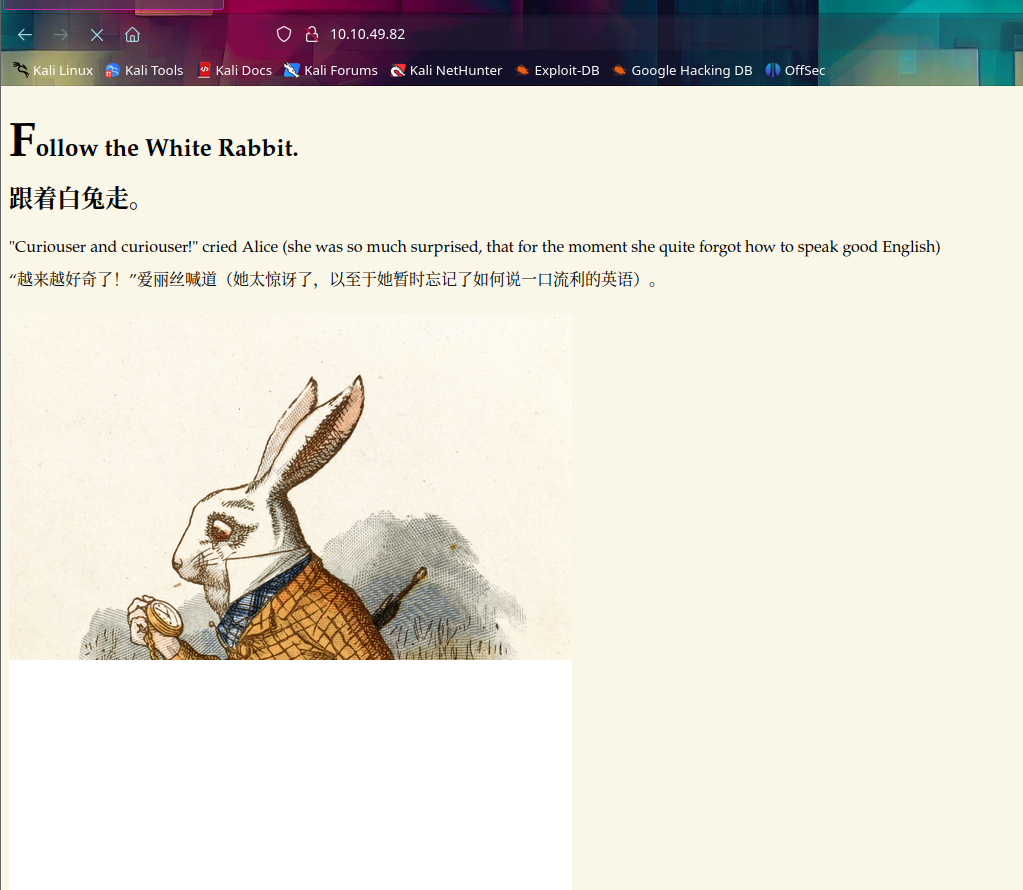 10.10.49.82
Kali Linux Kali Tools Kali Docs Kali Forums Kali NetHunter Exploit-DB Google Hacking DB OffSec
Follow the White Rabbit.
跟着白兔走。
"Curiouser and curiouser!" cried Alice (she was so much surprised, that for the moment she quite forgot how to speak good English)
“越来越好奇了！”爱丽丝喊道（她太惊讶了，以至于她暂时忘记了如何说一口流利的英语）。